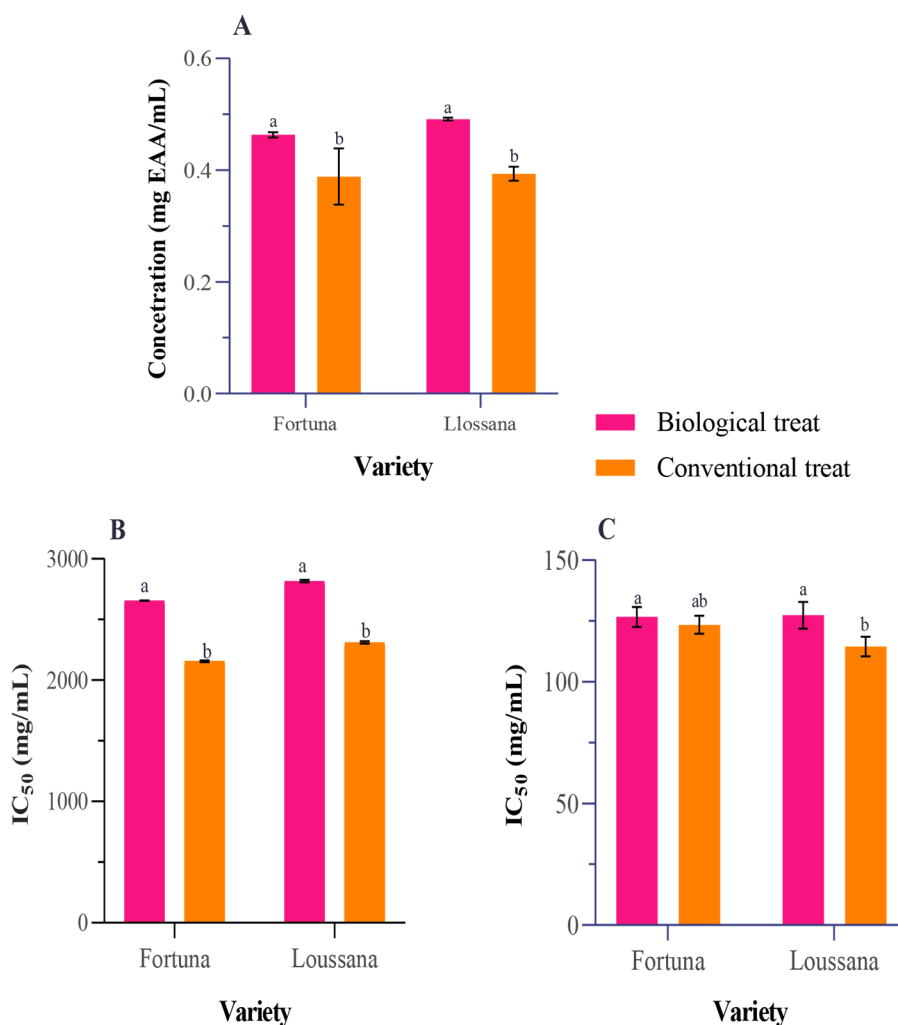 A
Concetration (mg EAA/mL)
0.6
0.4
0.2
0.0
a
b
a
b
Fortuna
Llossana
Variety
Biological treat
Conventional treat
B
IC50 (mg/mL)
3000
2000
1000
0
a
b
a
b
Fortuna
Loussana
Variety
C
IC50 (mg/mL)
150
100
50
0
a
ab
a
b
Fortuna
Loussana
Variety